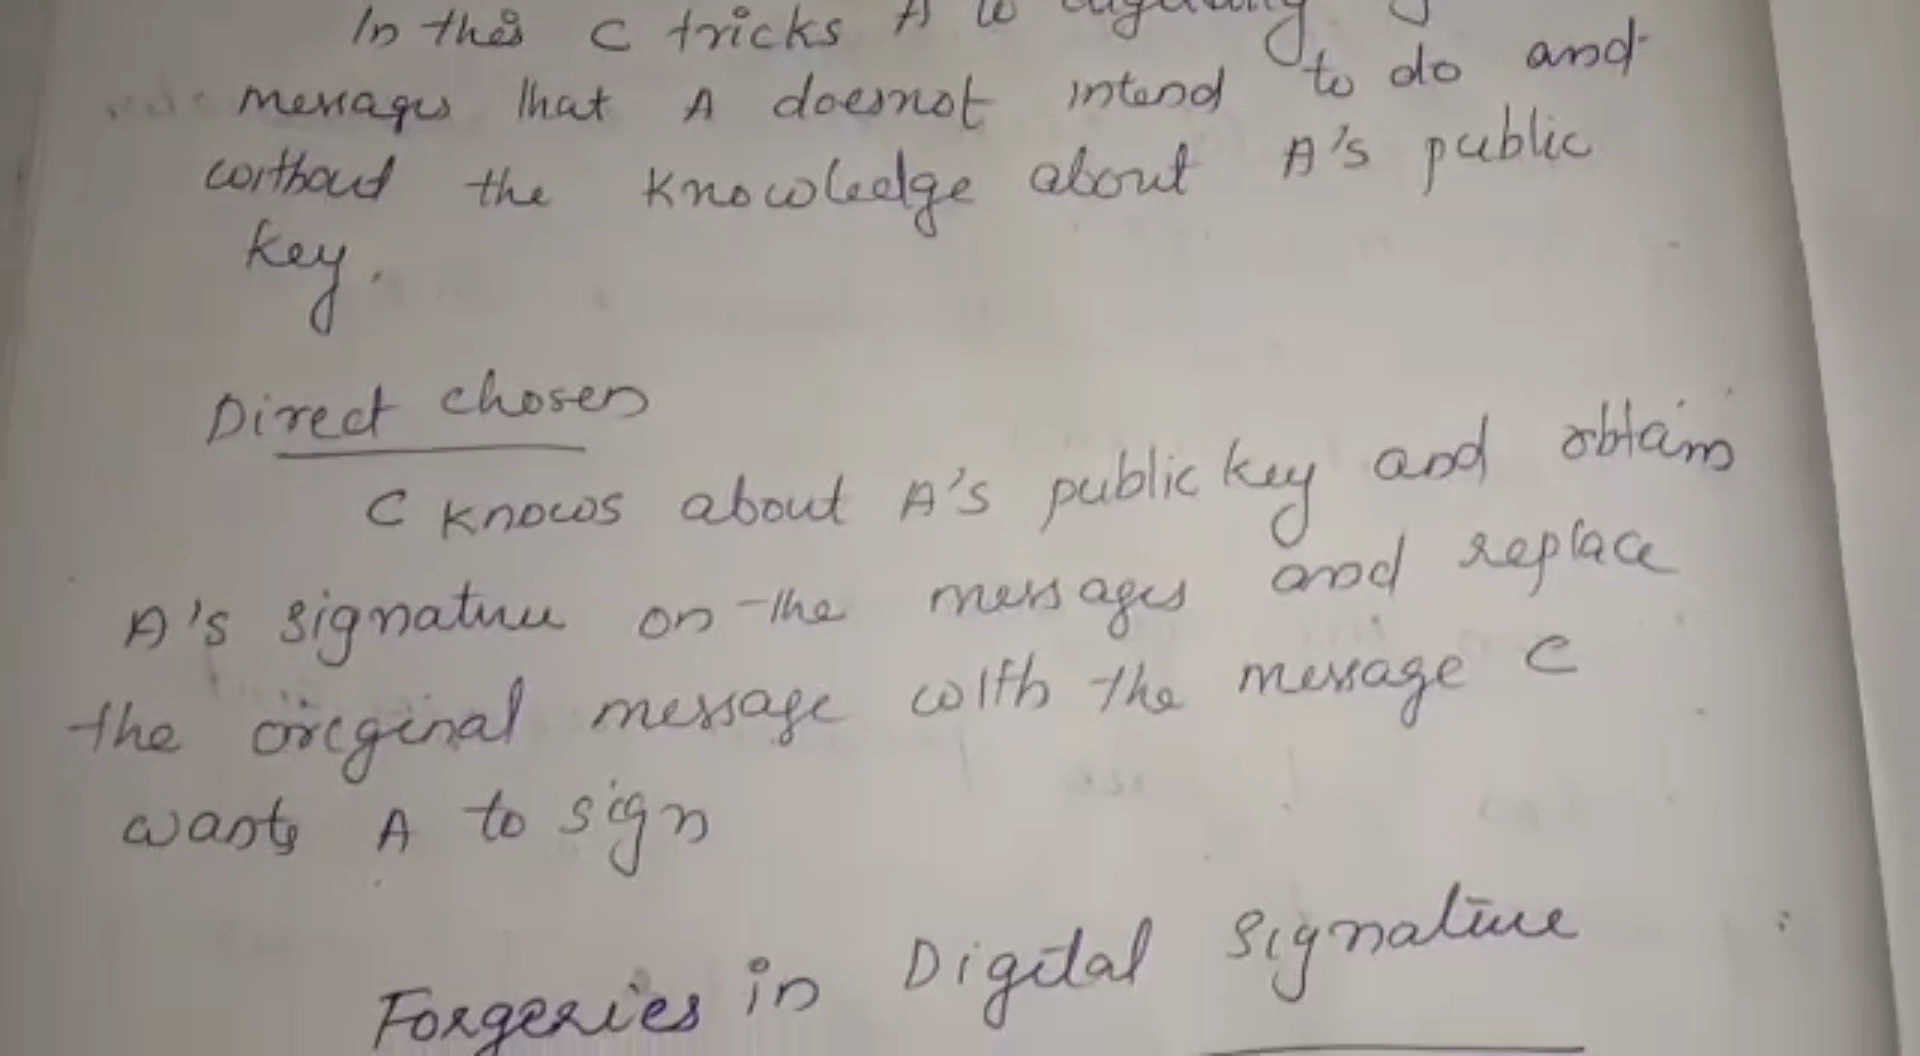 In this C tricks A to
messages that A doesnot intend to do and
without the knowledge about A's public
key.
Direct chosen
C knows about A's public key and obtain
A's signature on the messages and replace
the original message with the message C
wants A to sign
Forgeries in Digital Signature